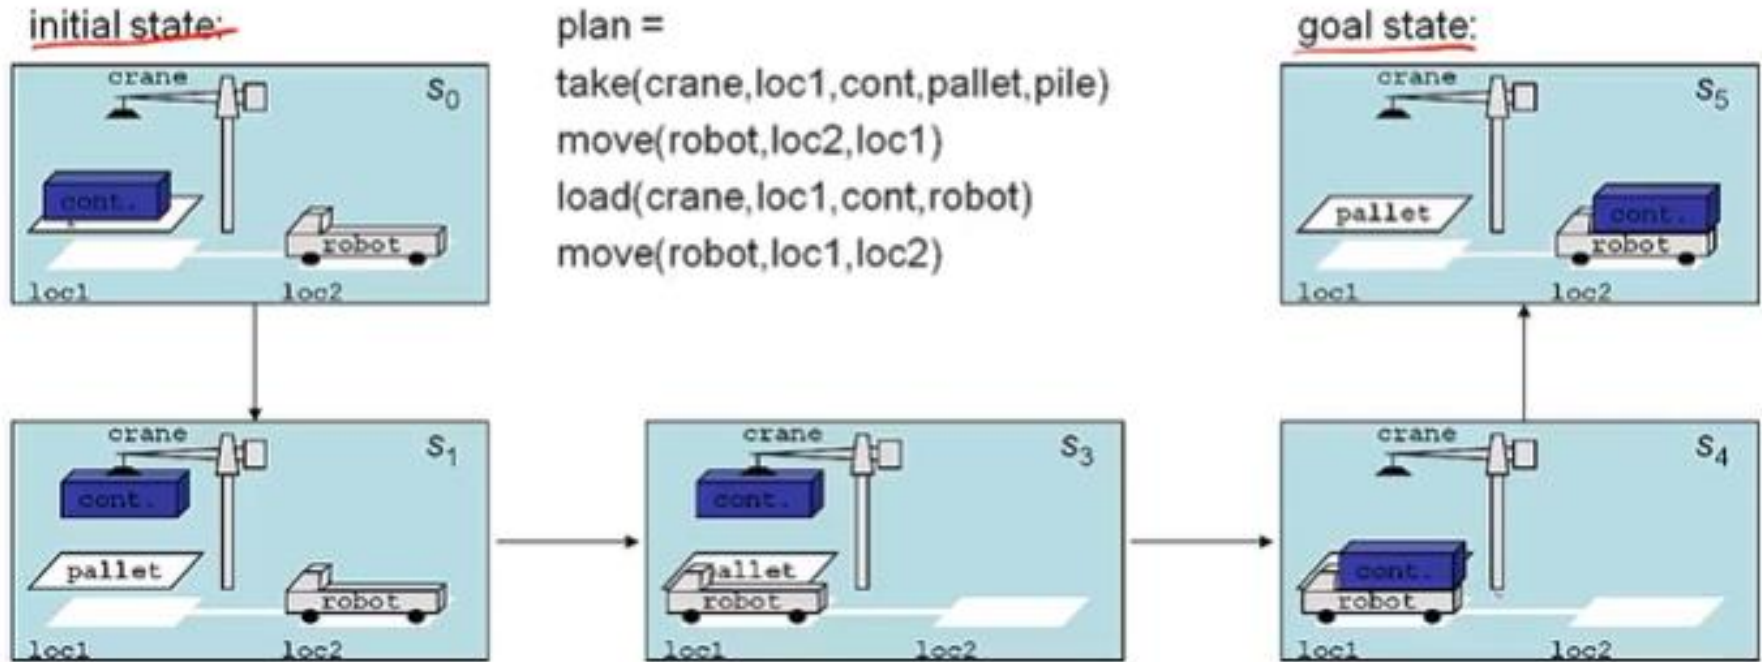 initial state:
crane
S0
cont.
robot
loc1 loc2
plan =
take(crane,loc1,cont,pallet,pile)
move(robot,loc2,loc1)
load(crane,loc1,cont,robot)
move(robot,loc1,loc2)
goal state:
crane
S5
pallet
cont.
robot
loc1 loc2
crane
S1
cont.
pallet
robot
loc1 loc2
crane
S3
cont.
allet
robot
loc1 loc2
crane
S4
cont.
robot
loc1 loc2